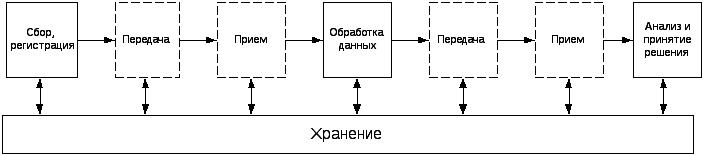 Сбор,
регистрация
Передача
Прием
Обработка
данных
Передача
Прием
Анализ и
принятие
решения
Хранение